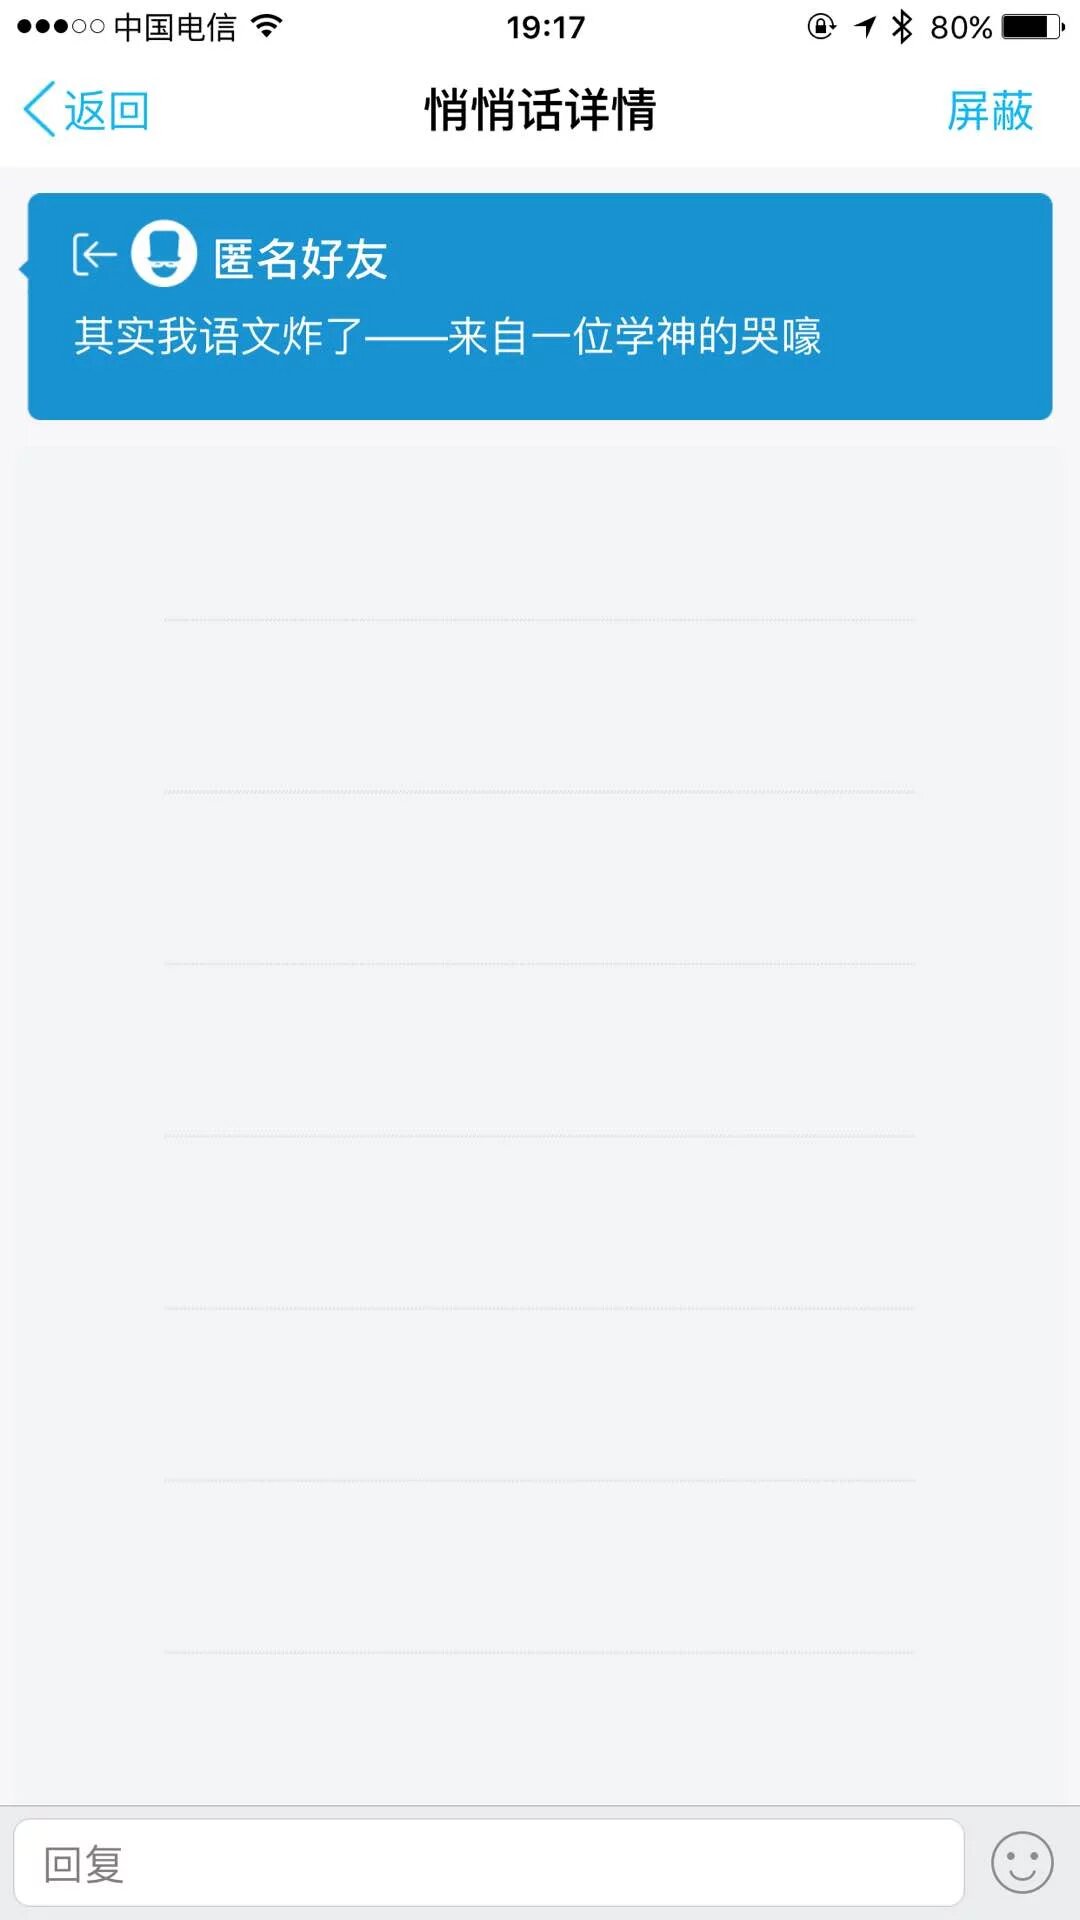 中国电信 19:17 80%
返回 悄悄话详情 屏蔽
匿名好友
其实我语文炸了——来自一位学神的哭嚎
回复